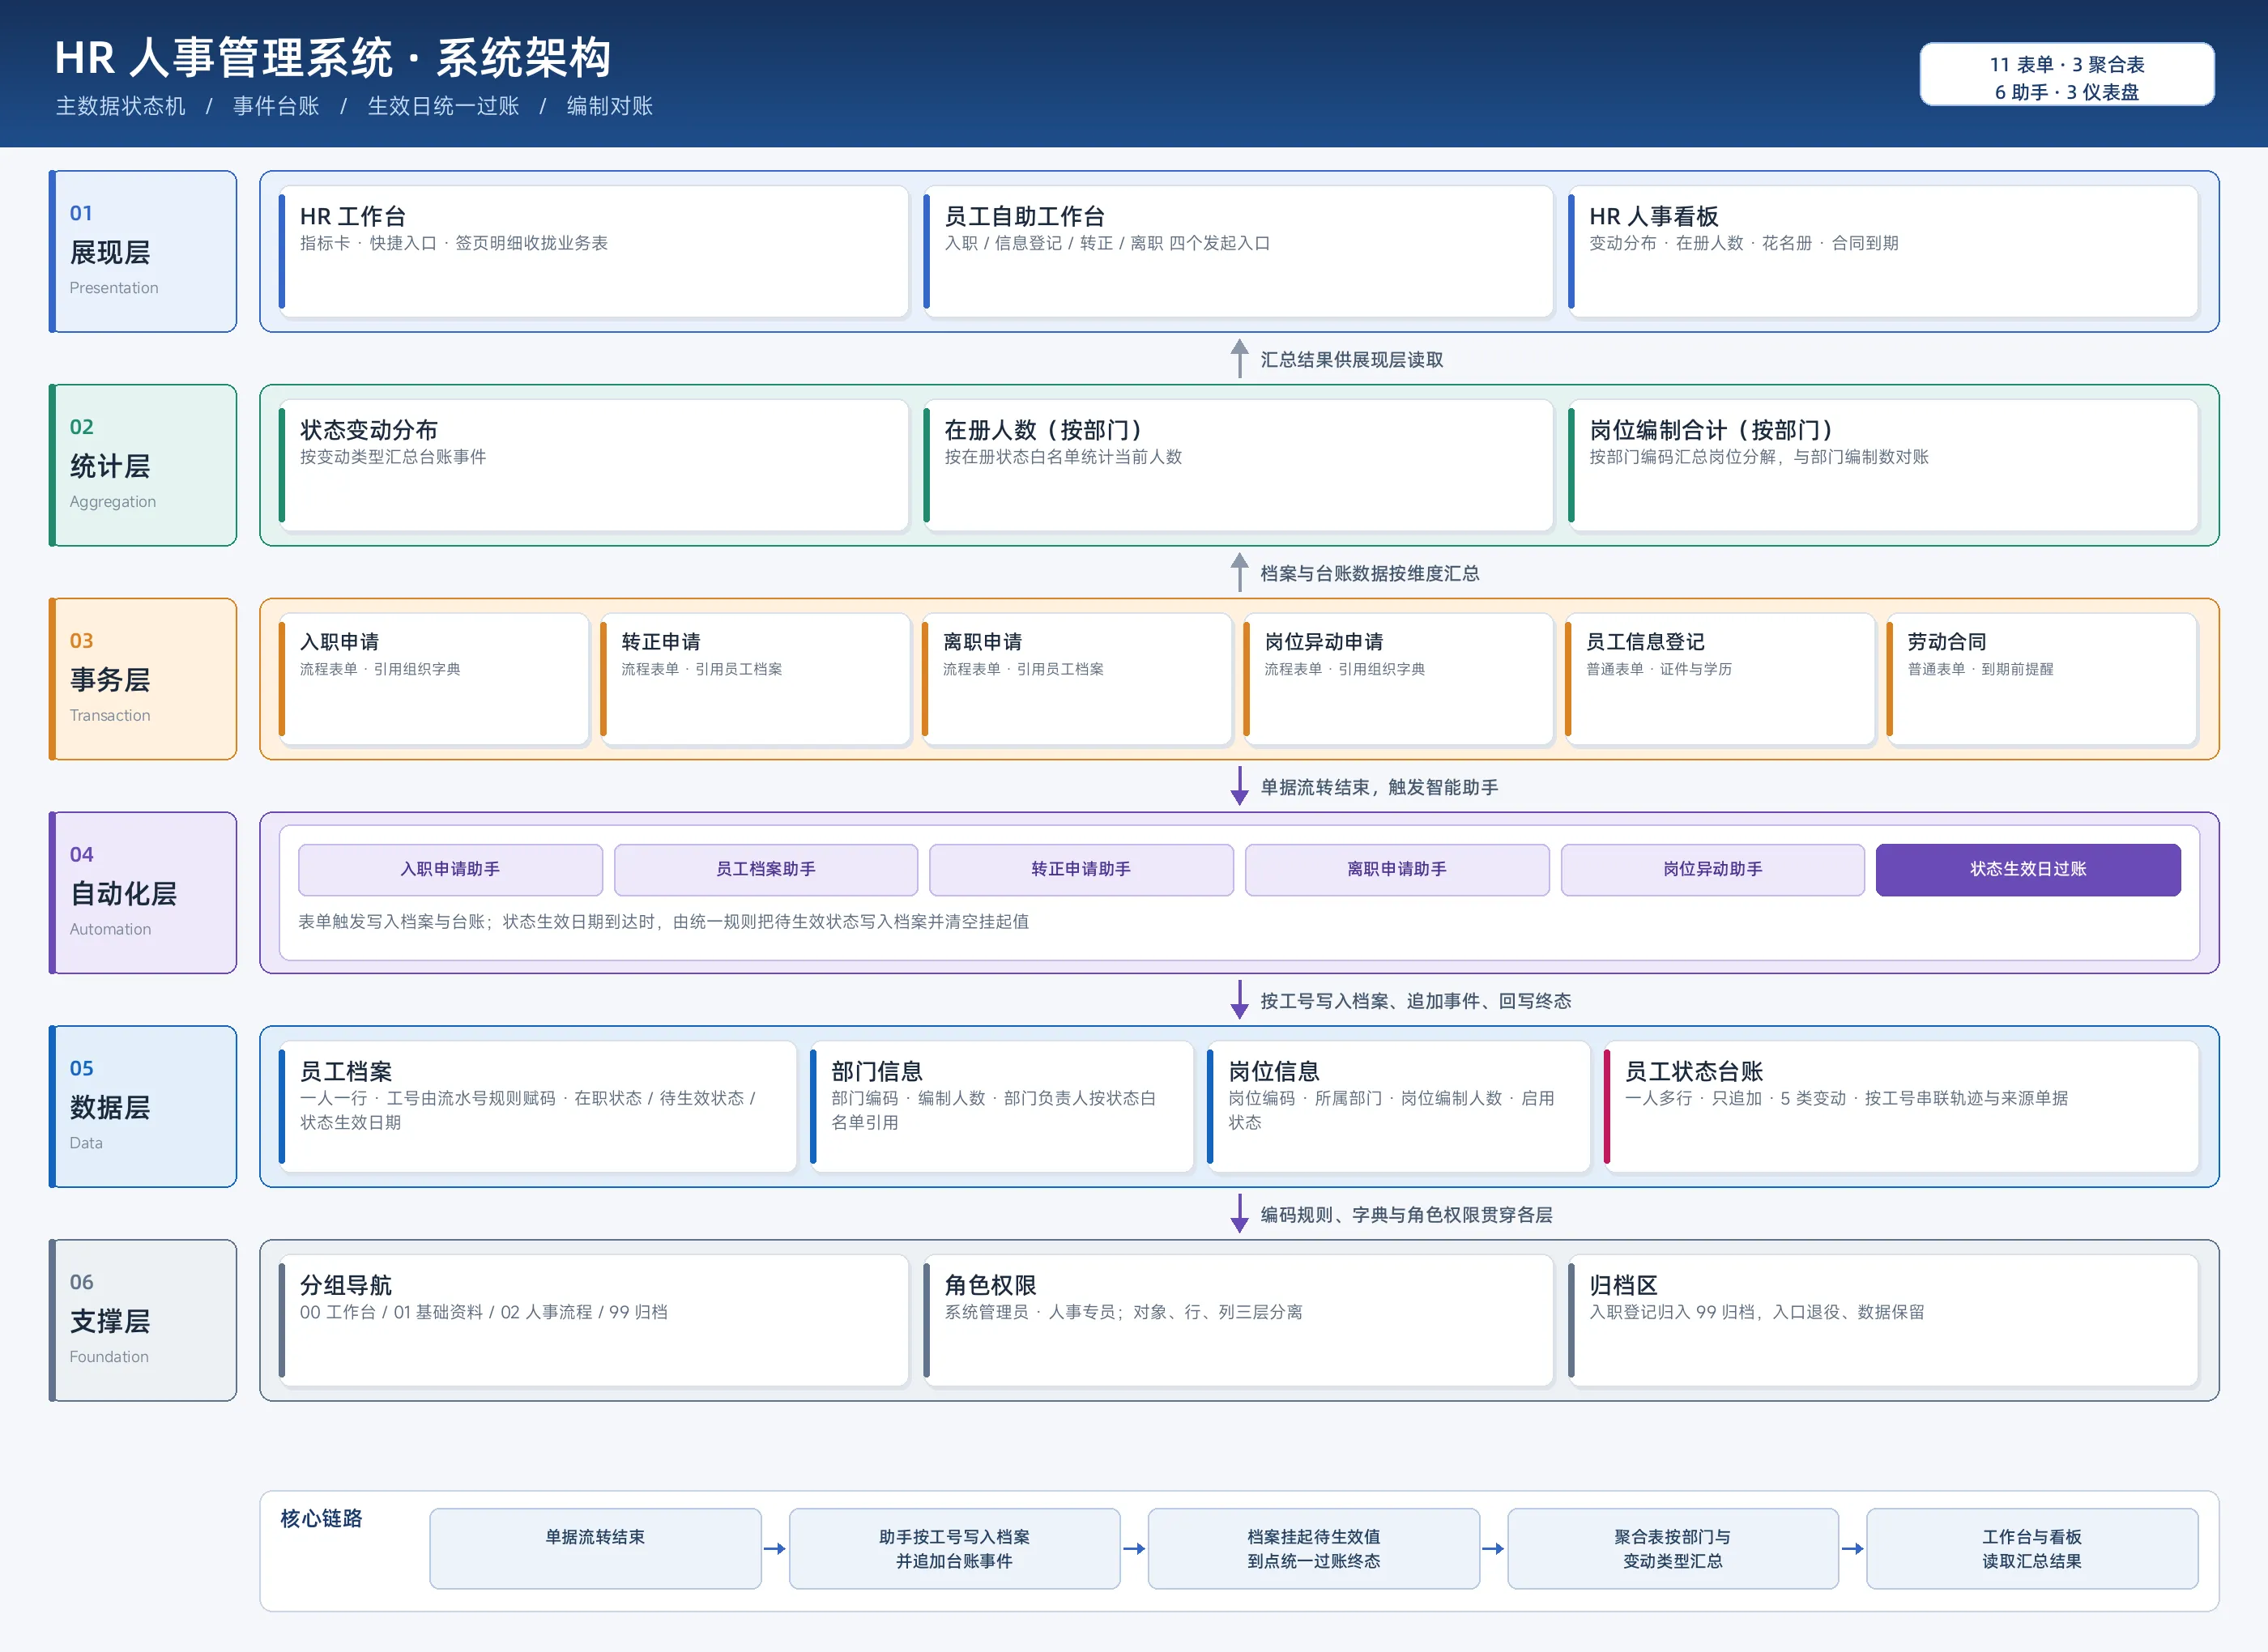 HR 人事管理系统 · 系统架构
主数据状态机 / 事件台账 / 生效日统一过账 / 编制对账
11 表单 · 3 聚合表
6 助手 · 3 仪表盘
01
展现层
Presentation
HR 工作台
指标卡 · 快捷入口 · 签页明细收拢业务表
员工自助工作台
入职 / 信息登记 / 转正 / 离职 四个发起入口
HR 人事看板
变动分布 · 在册人数 · 花名册 · 合同到期
汇总结果供展现层读取
02
统计层
Aggregation
状态变动分布
按变动类型汇总台账事件
在册人数（按部门）
按在册状态白名单统计当前人数
岗位编制合计（按部门）
按部门编码汇总岗位分解，与部门编制数对账
档案与台账数据按维度汇总
03
事务层
Transaction
入职申请
流程表单 · 引用组织字典
转正申请
流程表单 · 引用员工档案
离职申请
流程表单 · 引用员工档案
岗位异动申请
流程表单 · 引用组织字典
员工信息登记
普通表单 · 证件与学历
劳动合同
普通表单 · 到期前提醒
单据流转结束，触发智能助手
04
自动化层
Automation
入职申请助手
员工档案助手
转正申请助手
离职申请助手
岗位异动助手
状态生效日过账
表单触发写入档案与台账；状态生效日期到达时，由统一规则把待生效状态写入档案并清空挂起值
按工号写入档案、追加事件、回写终态
05
数据层
Data
员工档案
一人一行 · 工号由流水号规则赋码 · 在职状态 / 待生效状态 /
状态生效日期
部门信息
部门编码 · 编制人数 · 部门负责人按状态白
名单引用
岗位信息
岗位编码 · 所属部门 · 岗位编制人数 · 启用
状态
员工状态台账
一人多行 · 只追加 · 5 类变动 · 按工号串联轨迹与来源单据
编码规则、字典与角色权限贯穿各层
06
支撑层
Foundation
分组导航
00 工作台 / 01 基础资料 / 02 人事流程 / 99 归档
角色权限
系统管理员 · 人事专员；对象、行、列三层分离
归档区
入职登记归入 99 归档，入口退役、数据保留
核心链路
单据流转结束
助手按工号写入档案
并追加台账事件
档案挂起待生效值
到点统一过账终态
聚合表按部门与
变动类型汇总
工作台与看板
读取汇总结果